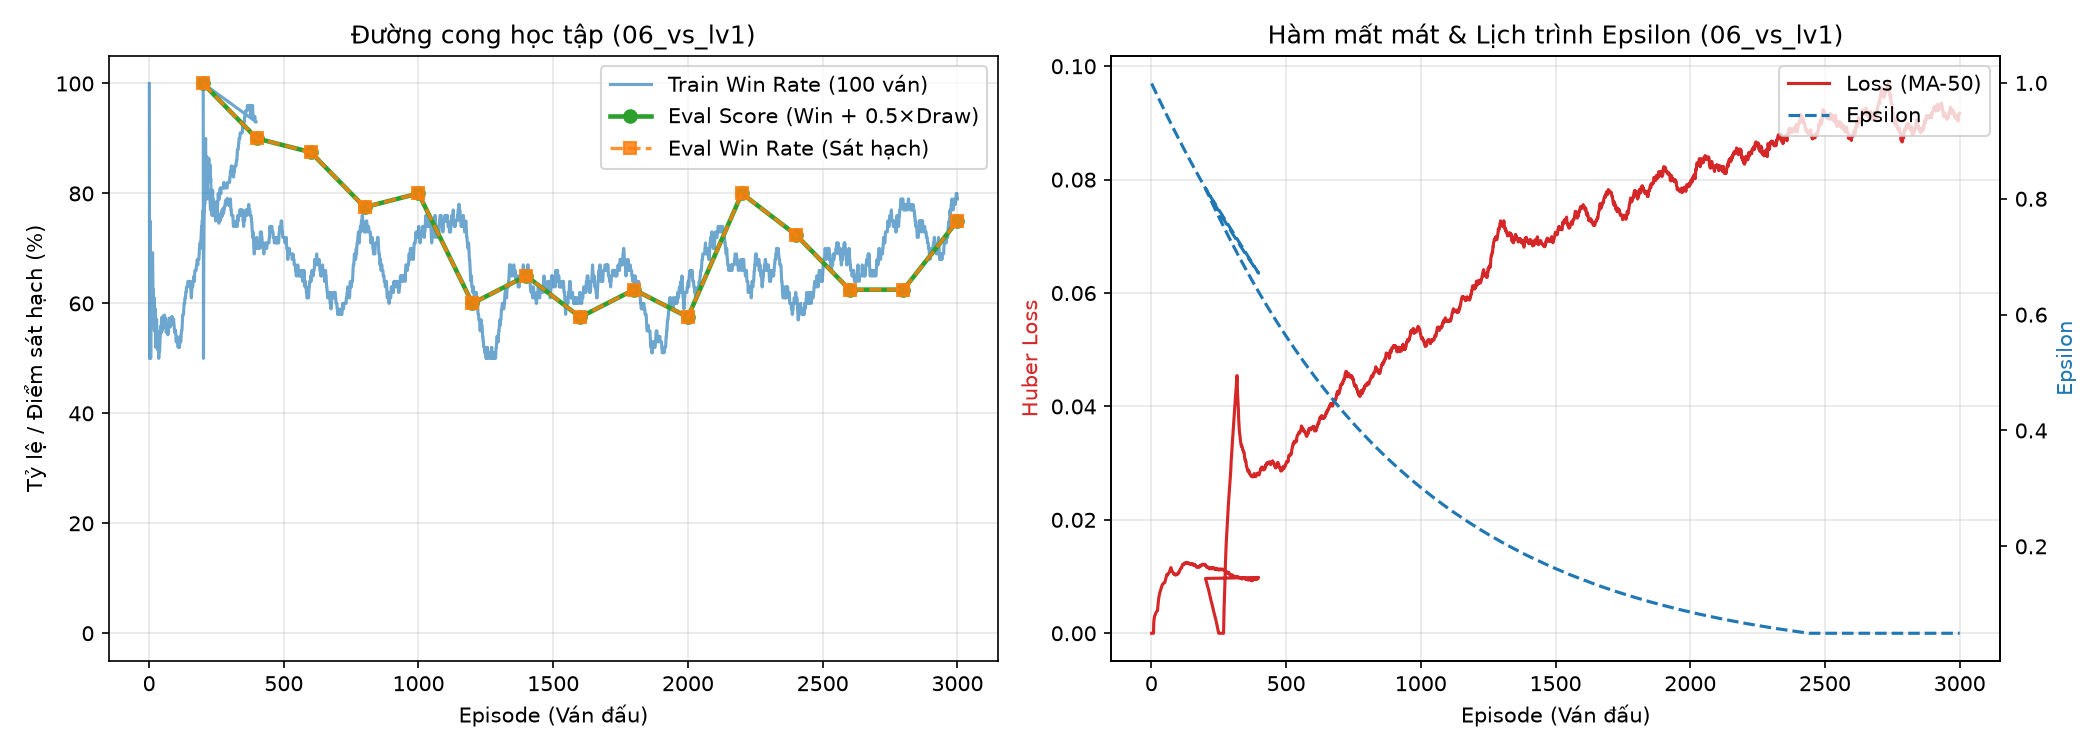 Đường cong học tập (06_vs_lv1)
Tỷ lệ / Điểm sát hạch (%)
100
80
60
40
20
0
Train Win Rate (100 ván)
Eval Score (Win + 0.5×Draw)
Eval Win Rate (Sát hạch)
0 500 1000 1500 2000 2500 3000
Episode (Ván đấu)
Hàm mất mát & Lịch trình Epsilon (06_vs_lv1)
Huber Loss
0.10
0.08
0.06
0.04
0.02
0.00
Loss (MA-50)
Epsilon
1.0
0.8
0.6
0.4
0.2
Epsilon
0 500 1000 1500 2000 2500 3000
Episode (Ván đấu)